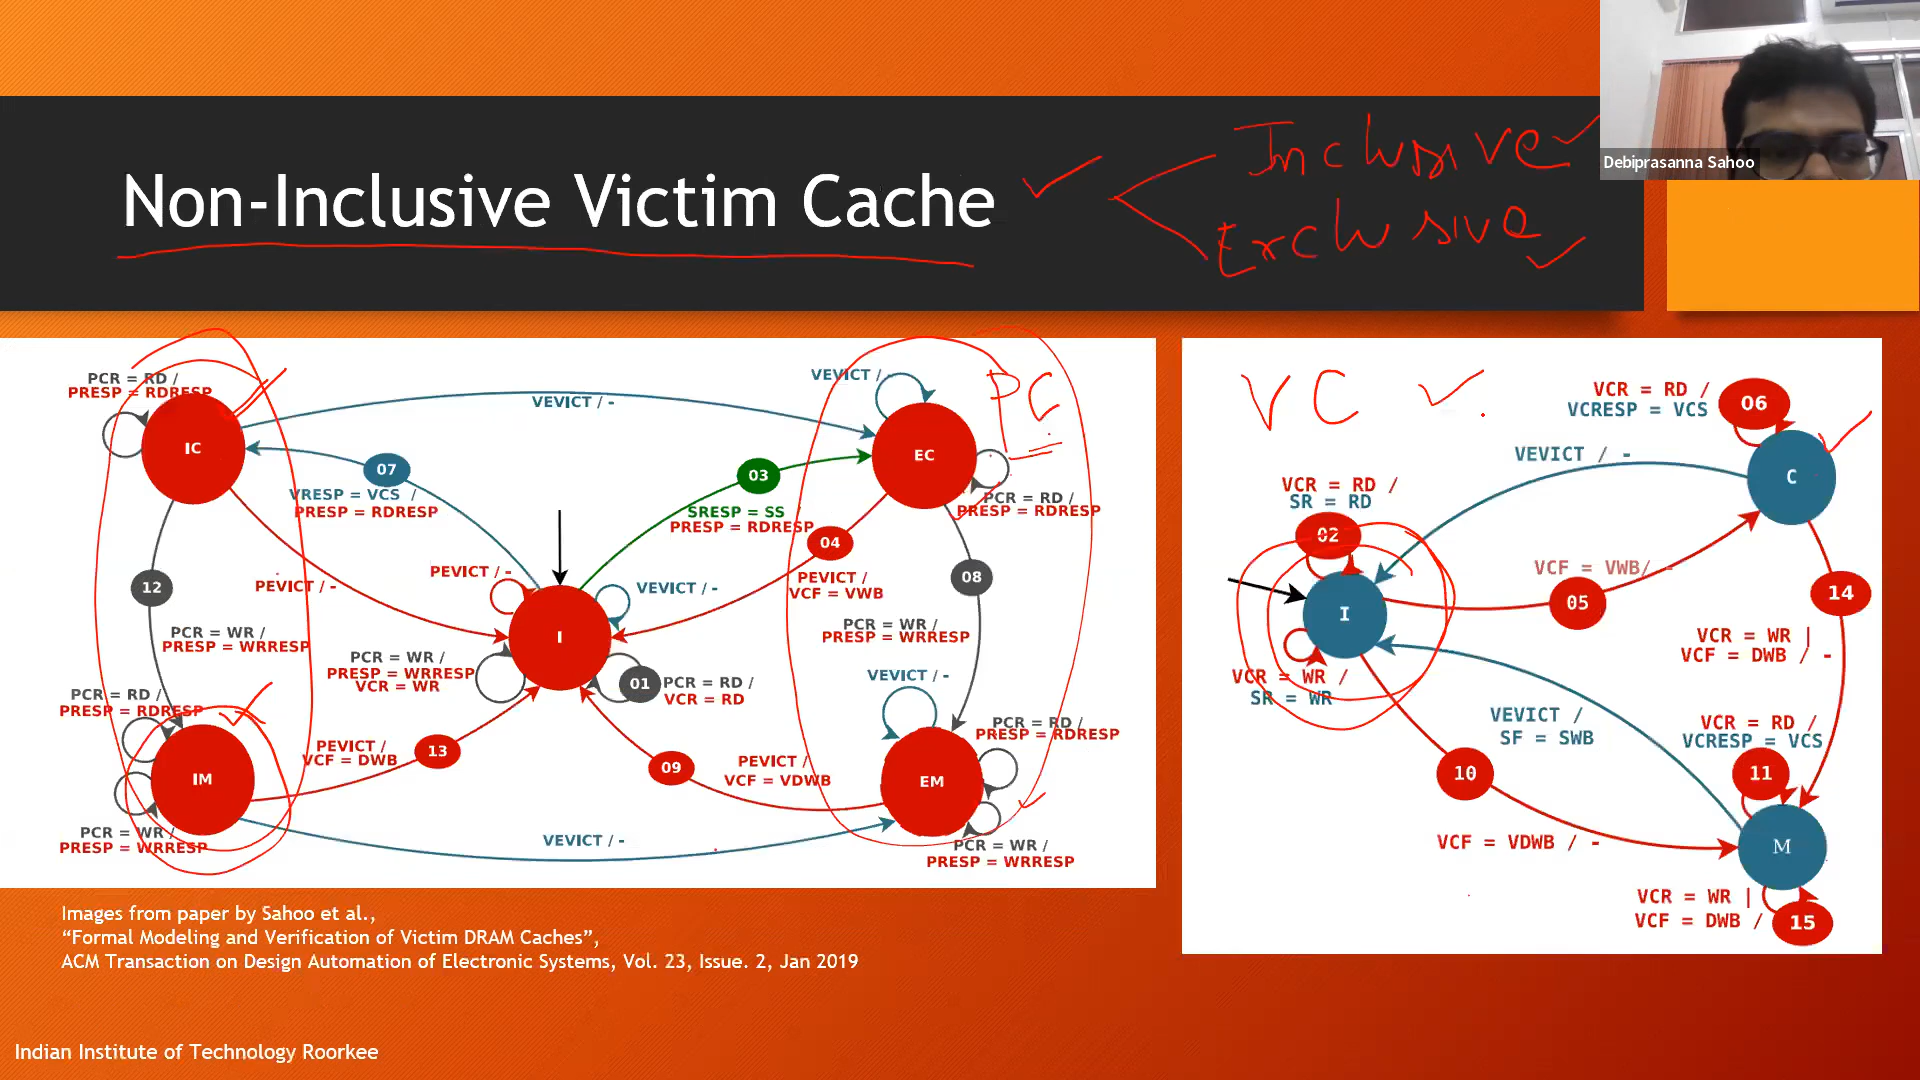 Non-Inclusive Victim Cache
Inclusive
Exclusive
Debiprasanna Sahoo
PC
PCR = RD /
PRESP = RDRESP
IC
VEVICT / -
VEVICT / -
EC
07
VRESP = VCS /
PRESP = RDRESP
03
SRESP = SS
PRESP = RDRESP
PCR = RD /
PRESP = RDRESP
04
PEVICT /
VCF = VWB
12
PEVICT / -
PEVICT / -
VEVICT / -
08
I
PCR = WR /
PRESP = WRRESP
PCR = WR /
PRESP = WRRESP
PCR = WR /
PRESP = WRRESP
VCR = WR
01
PCR = RD /
VCR = RD
VEVICT / -
PCR = RD /
PRESP = RDRESP
PCR = RD /
PRESP = RDRESP
PEVICT /
VCF = DWB
13
09
PEVICT /
VCF = VDWB
IM
EM
PCR = WR /
PRESP = WRRESP
VEVICT / -
PCR = WR /
PRESP = WRRESP
VC
VCR = RD /
VCRESP = VCS
06
VEVICT / -
C
VCR = RD /
SR = RD
02
VCF = VWB/ -
05
14
I
VCR = WR |
VCF = DWB / -
VCR = WR /
SR = WR
VEVICT /
SF = SWB
VCR = RD /
VCRESP = VCS
10
11
VCF = VDWB / -
M
VCR = WR |
VCF = DWB /
15
Images from paper by Sahoo et al.,
“Formal Modeling and Verification of Victim DRAM Caches”,
ACM Transaction on Design Automation of Electronic Systems, Vol. 23, Issue. 2, Jan 2019
Indian Institute of Technology Roorkee